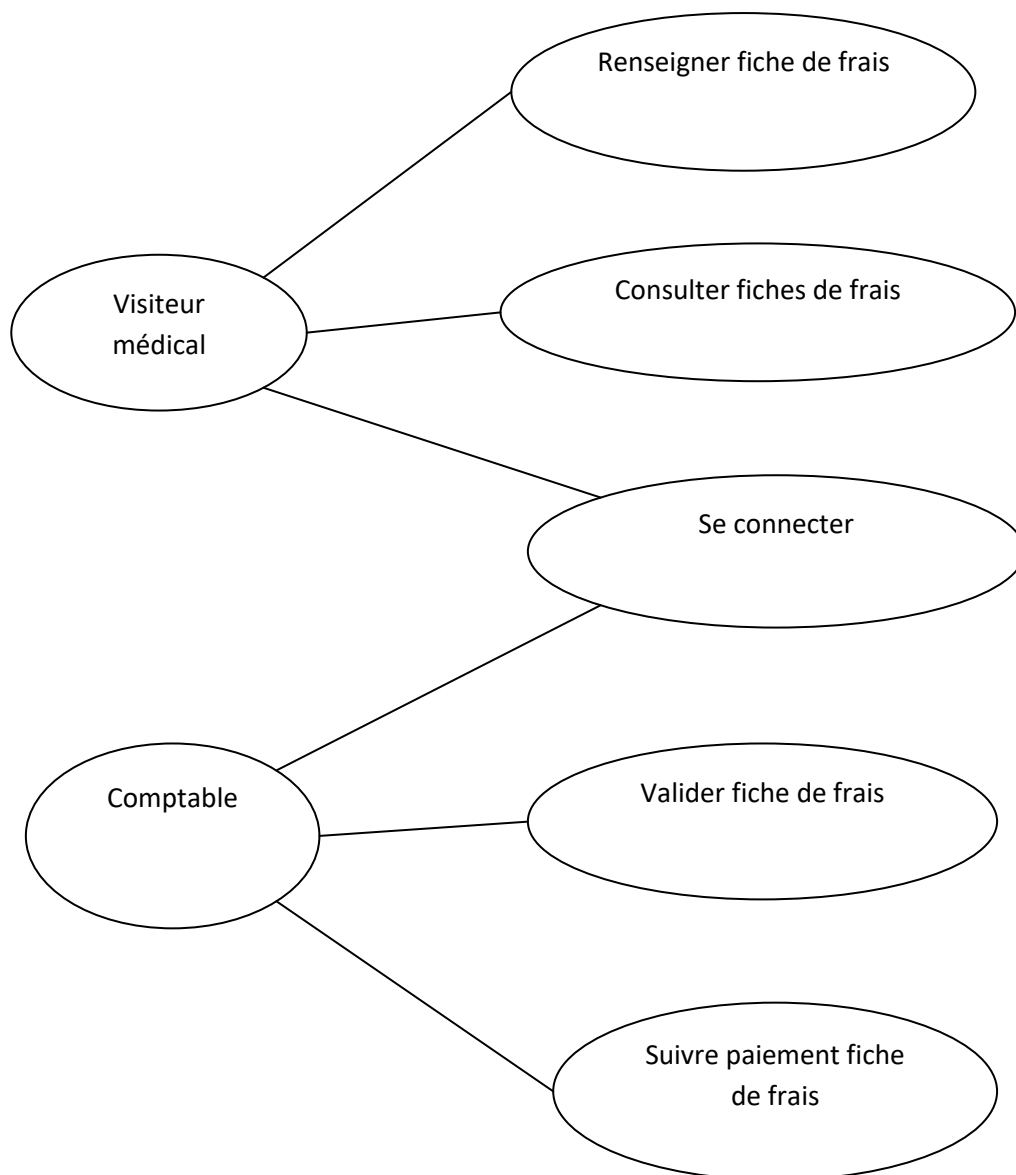 Renseigner fiche de frais
Consulter fiches de frais
Visiteur
médical
Se connecter
Comptable
Valider fiche de frais
Suivre paiement fiche
de frais